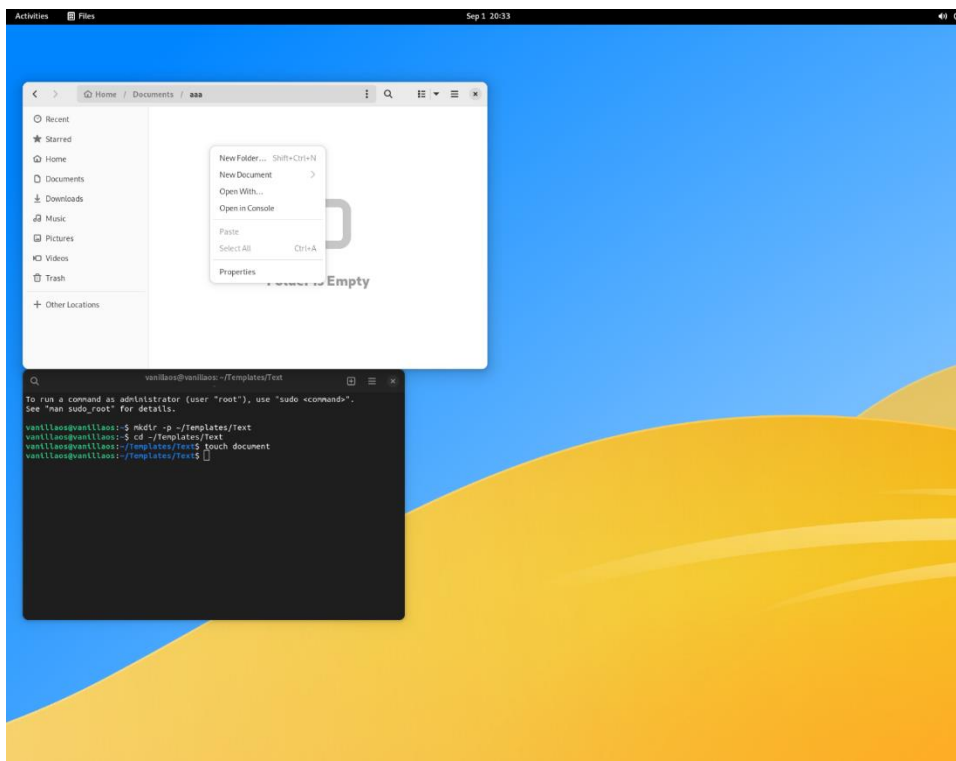 Activities Files Sep 1 20:33
Home / Documents / aaa
Recent
Starred
Home
Documents
Downloads
Music
Pictures
Videos
Trash
Other Locations
New Folder... Shift+Ctrl+N
New Document
Open With...
Open in Console
Paste
Select All Ctrl+A
Properties
Folder is Empty
vanillaos@vanillaos: ~/Templates/Text
To run a command as administrator (user "root"), use "sudo <command>".
See "man sudo_root" for details.
vanillaos@vanillaos:~$ mkdir -p ~/Templates/Text
vanillaos@vanillaos:~$ cd ~/Templates/Text
vanillaos@vanillaos:~/Templates/Text$ touch document
vanillaos@vanillaos:~/Templates/Text$